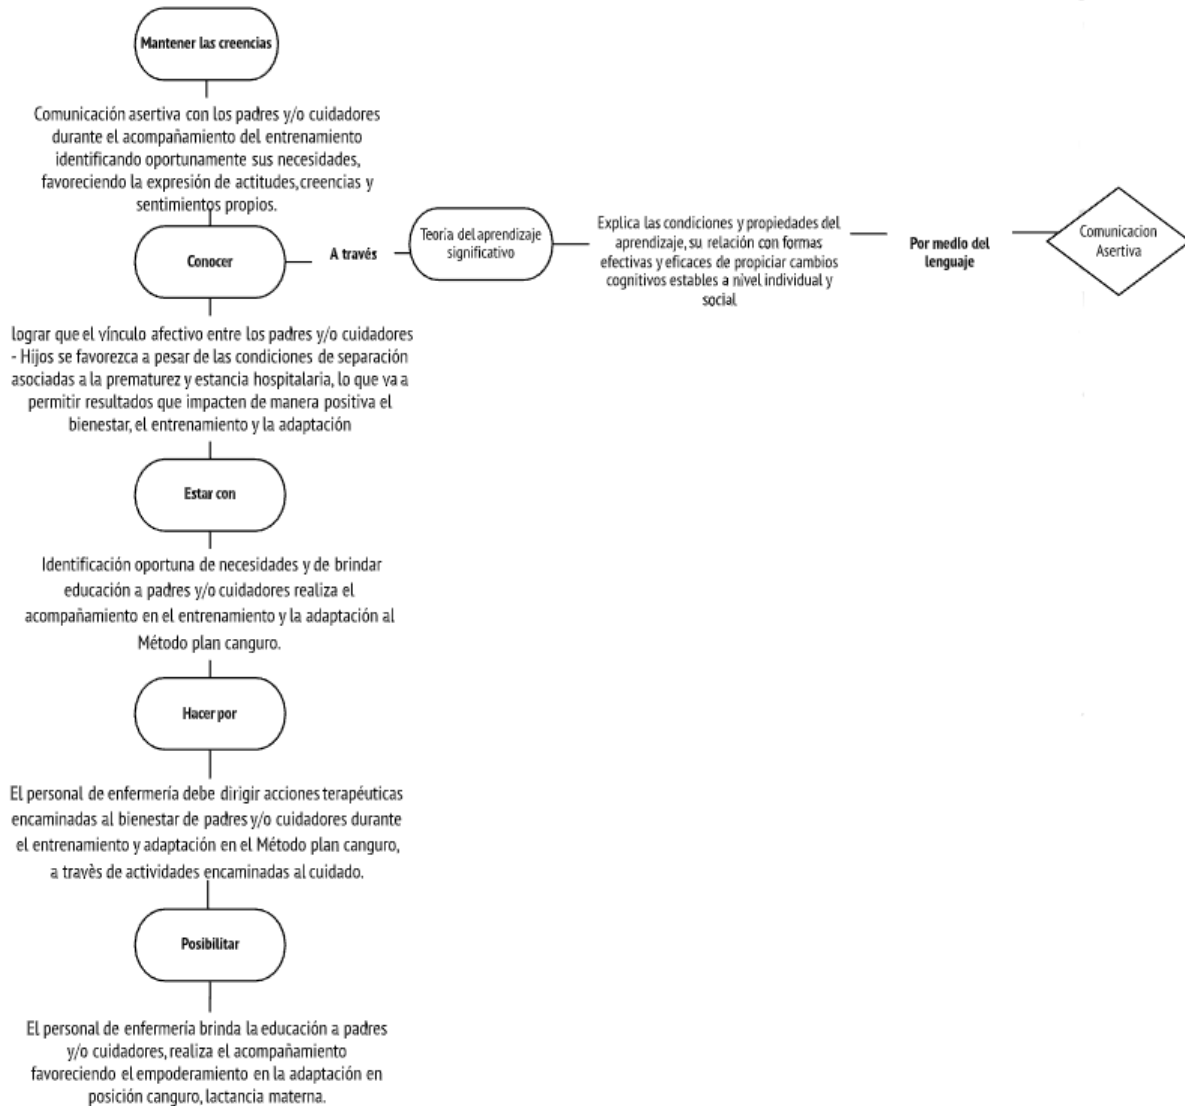 Mantener las creencias
Comunicación asertiva con los padres y/o cuidadores
durante el acompañamiento del entrenamiento
identificando oportunamente sus necesidades,
favoreciendo la expresión de actitudes, creencias y
sentimientos propios.
Conocer
A través
Teoría del aprendizaje
significativo
Explica las condiciones y propiedades del
aprendizaje, su relación con formas
efectivas y eficaces de propiciar cambios
cognitivos estables a nivel individual y
social
Por medio del
lenguaje
Comunicacion
Asertiva
lograr que el vínculo afectivo entre los padres y/o cuidadores
- Hijos se favorezca a pesar de las condiciones de separación
asociadas a la prematurez y estancia hospitalaria, lo que va a
permitir resultados que impacten de manera positiva el
bienestar, el entrenamiento y la adaptación
Estar con
Identificación oportuna de necesidades y de brindar
educación a padres y/o cuidadores realiza el
acompañamiento en el entrenamiento y la adaptación al
Método plan canguro.
Hacer por
El personal de enfermería debe dirigir acciones terapéuticas
encaminadas al bienestar de padres y/o cuidadores durante
el entrenamiento y adaptación en el Método plan canguro,
a travès de actividades encaminadas al cuidado.
Posibilitar
El personal de enfermería brinda la educación a padres
y/o cuidadores, realiza el acompañamiento
favoreciendo el empoderamiento en la adaptación en
posición canguro, lactancia materna.